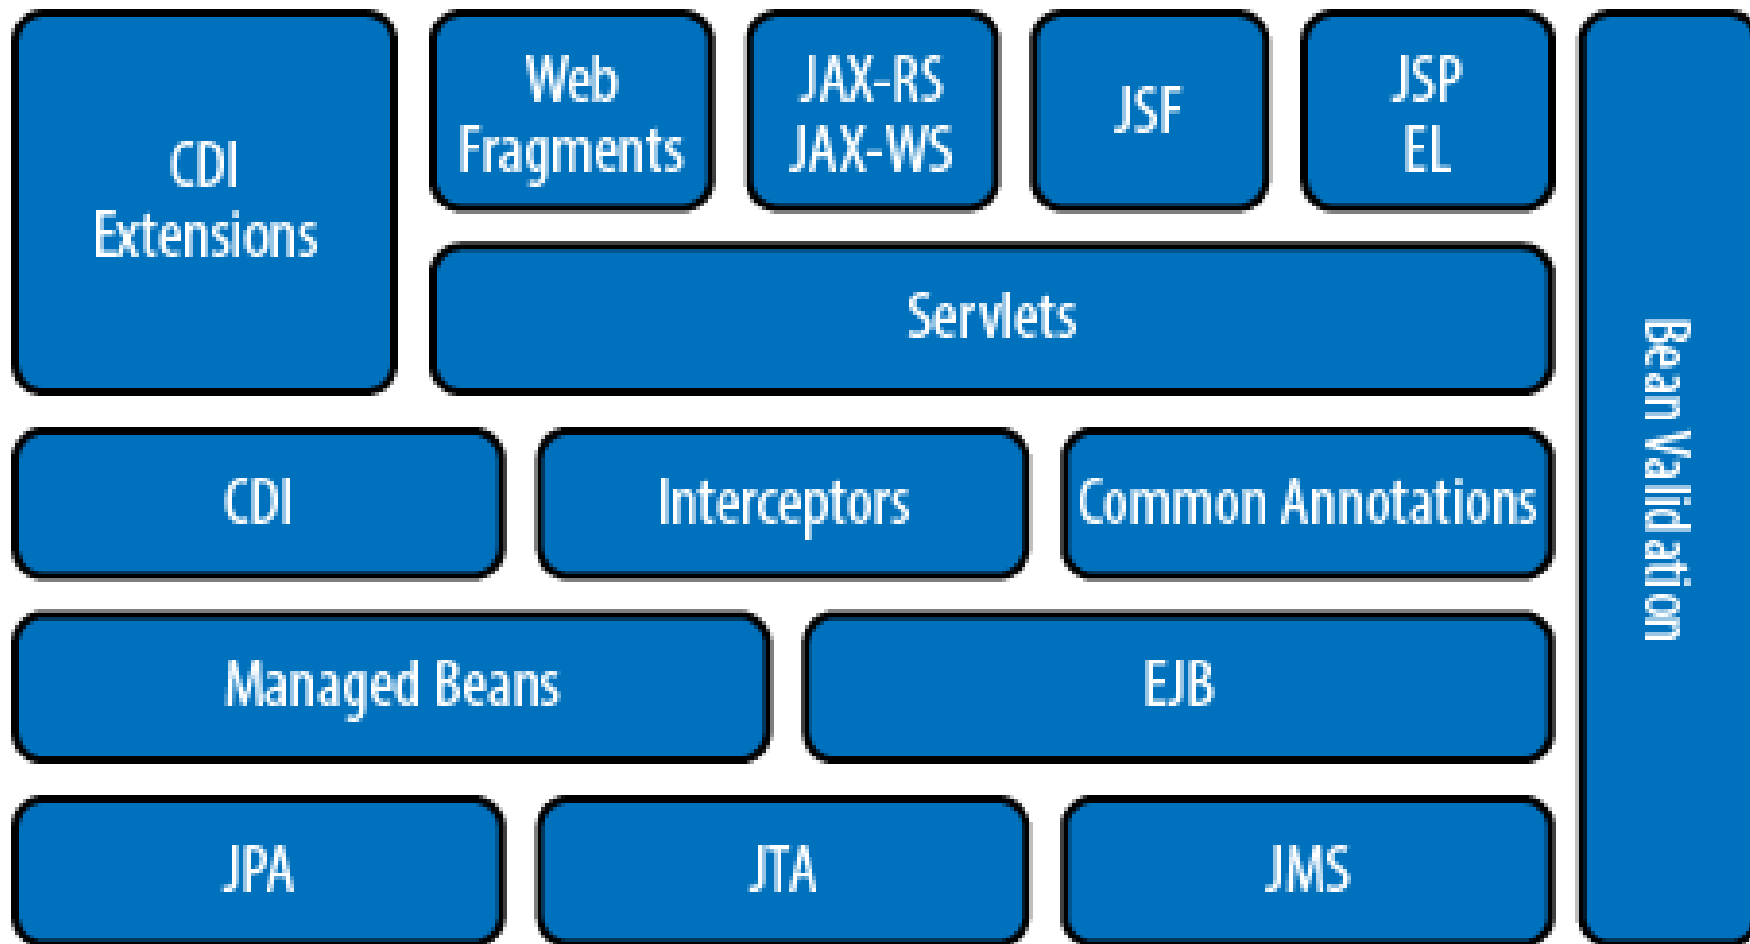 CDI
Extensions
Web
Fragments
JAX-RS
JAX-WS
JSF
JSP
EL
Servlets
CDI
Interceptors
Common Annotations
Managed Beans
EJB
JPA
JTA
JMS
Bean Validation